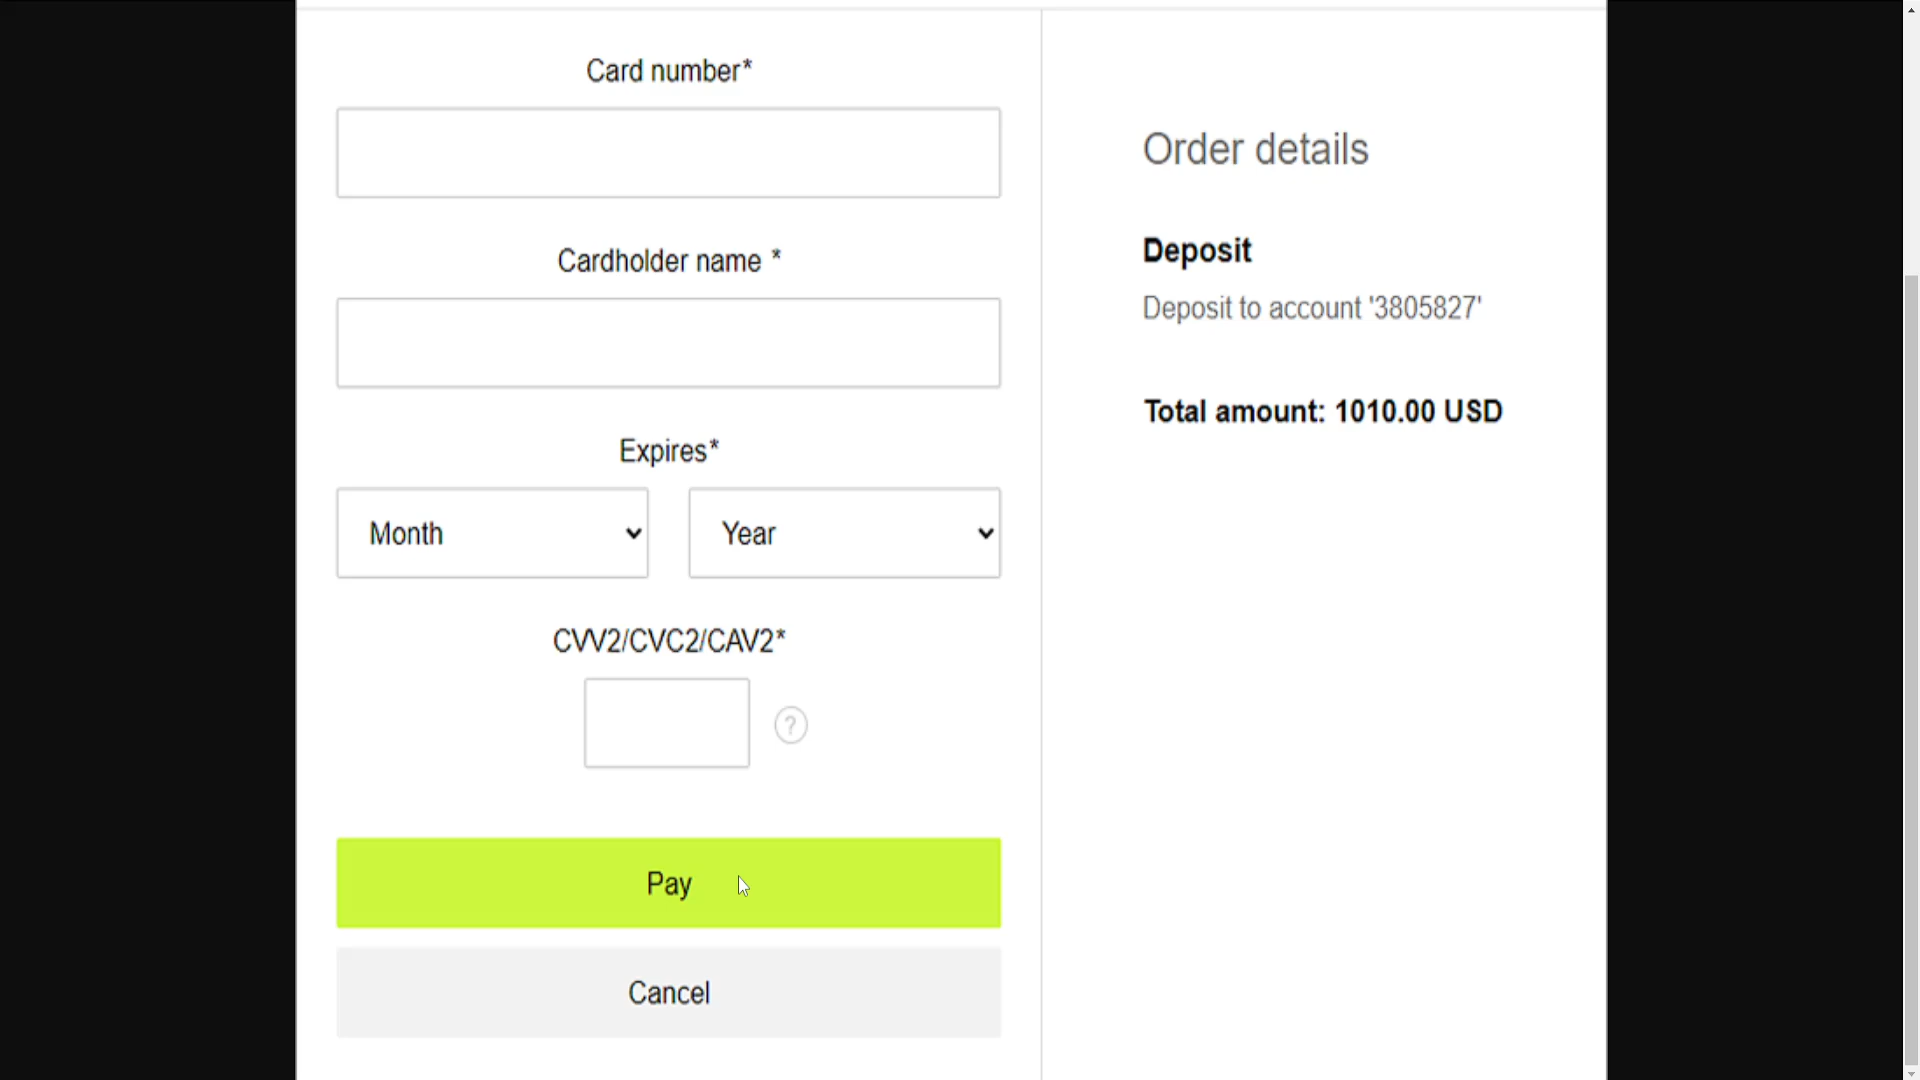 Card number*
Cardholder name *
Expires*
Month
Year
CVV2/CVC2/CAV2*
?
Pay
Cancel
Order details
Deposit
Deposit to account '3805827'
Total amount: 1010.00 USD